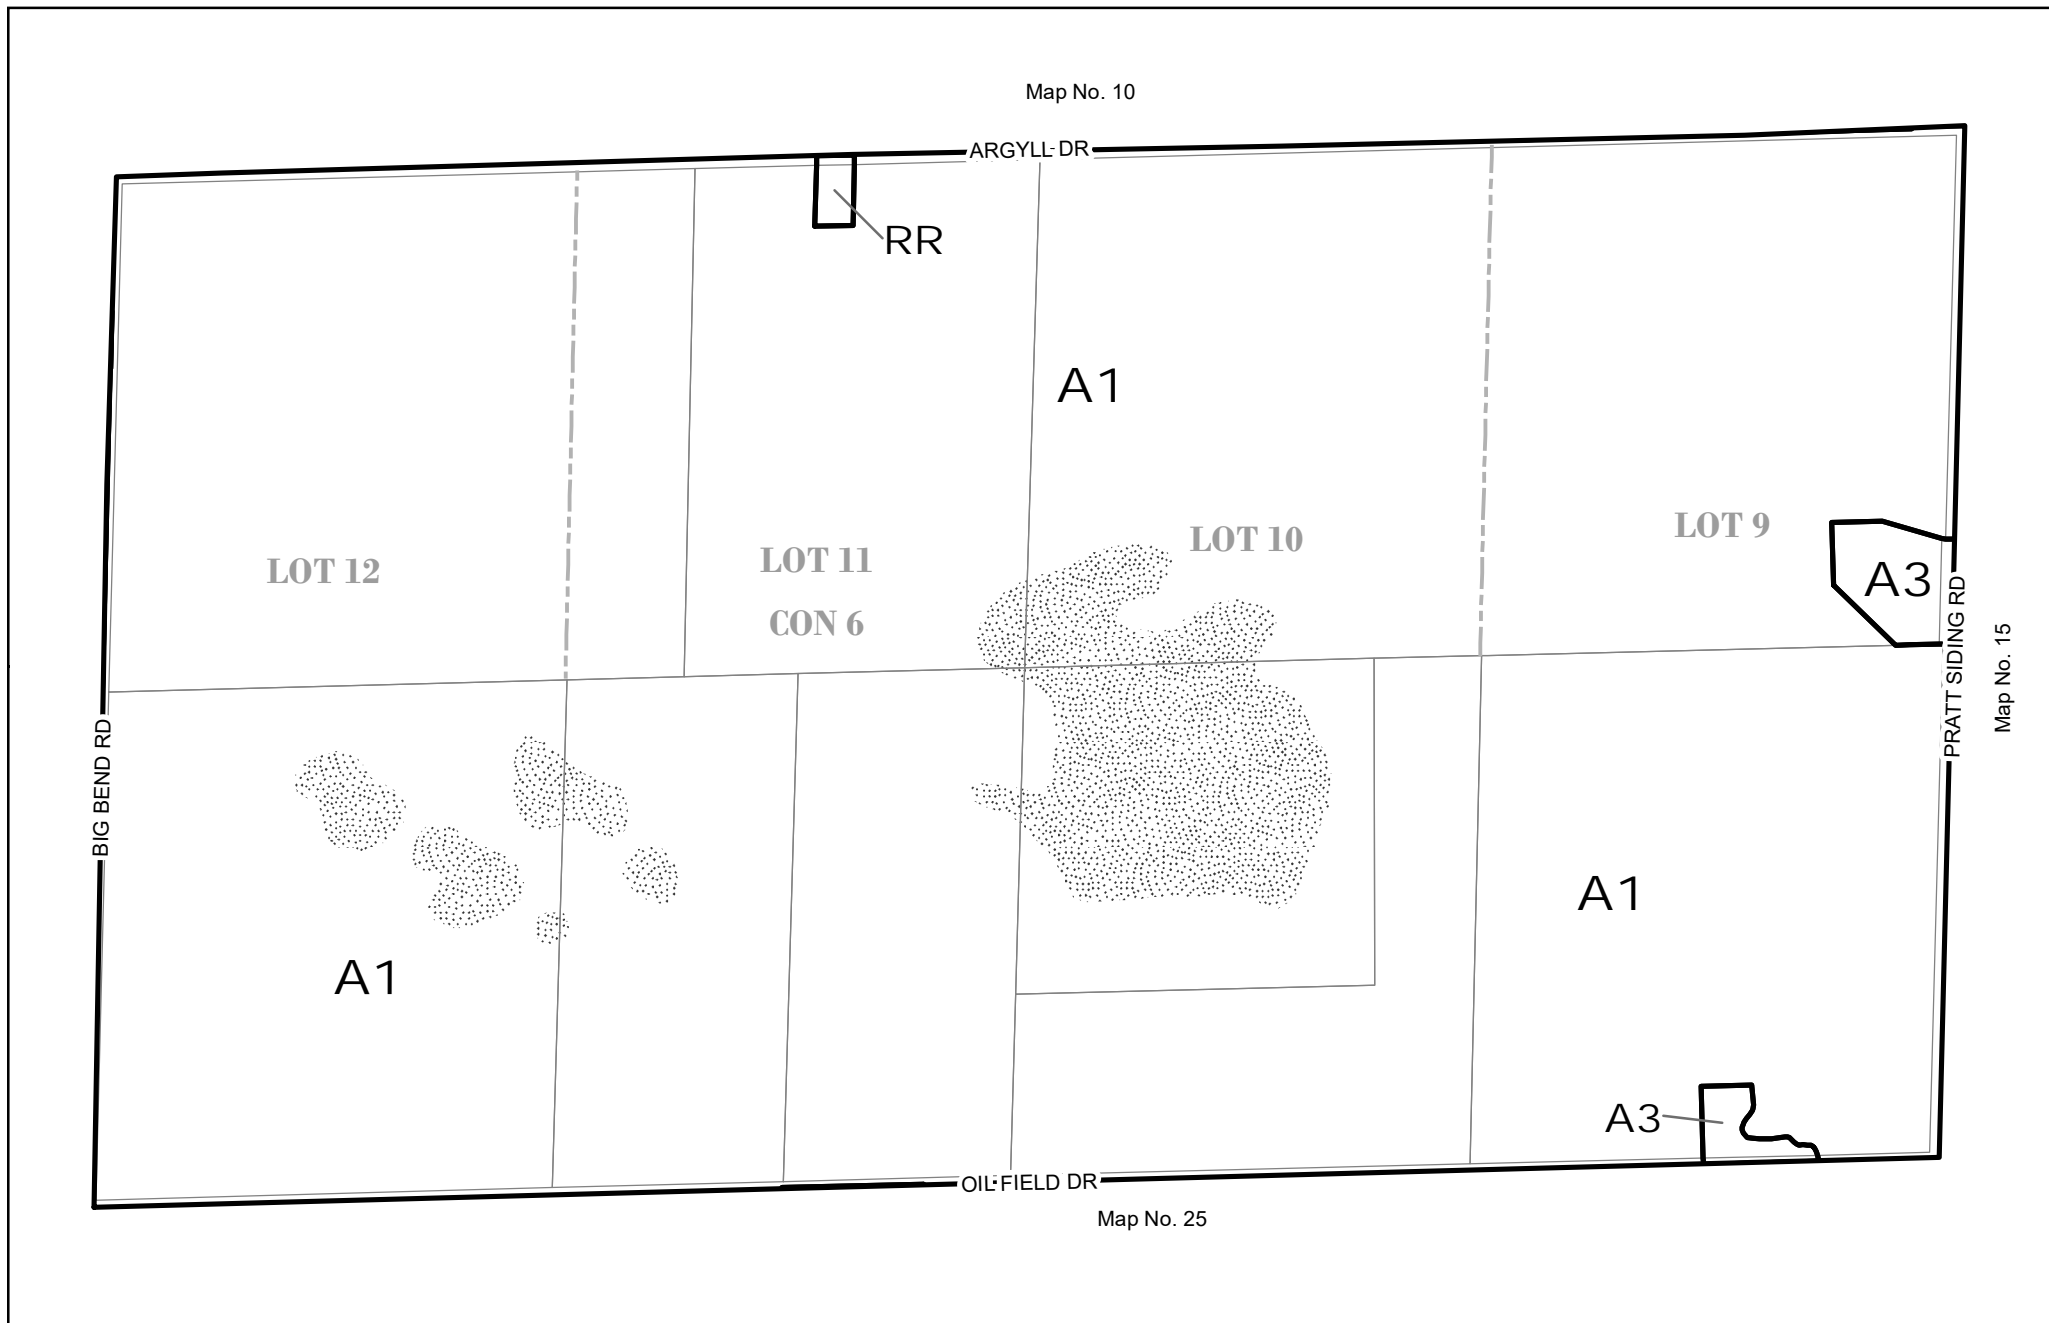 Map No. 10
ARGYLL DR
RR
A1
LOT 12
LOT 11
CON 6
LOT 10
LOT 9
A3
PRATT SIDING RD
Map No. 15
BIG BEND RD
A1
A1
A3
OIL FIELD DR
Map No. 25